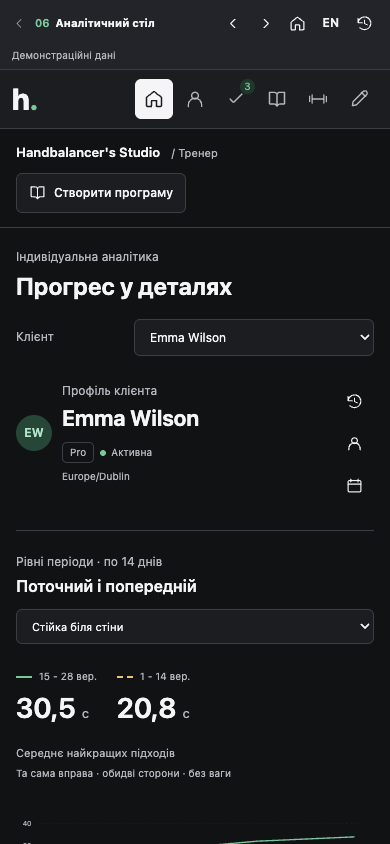 06 Аналітичний стіл
EN
Демонстраційні дані
h.
3
Handbalancer's Studio / Тренер
Створити програму
Індивідуальна аналітика
Прогрес у деталях
Клієнт
Emma Wilson
Профіль клієнта
EW
Emma Wilson
Pro
Активна
Europe/Dublin
Рівні періоди · по 14 днів
Поточний і попередній
Стійка біля стіни
15 - 28 вер.
1 - 14 вер.
30,5 с
20,8 с
Середнє найкращих підходів
Та сама вправа · обидві сторони · без ваги
40